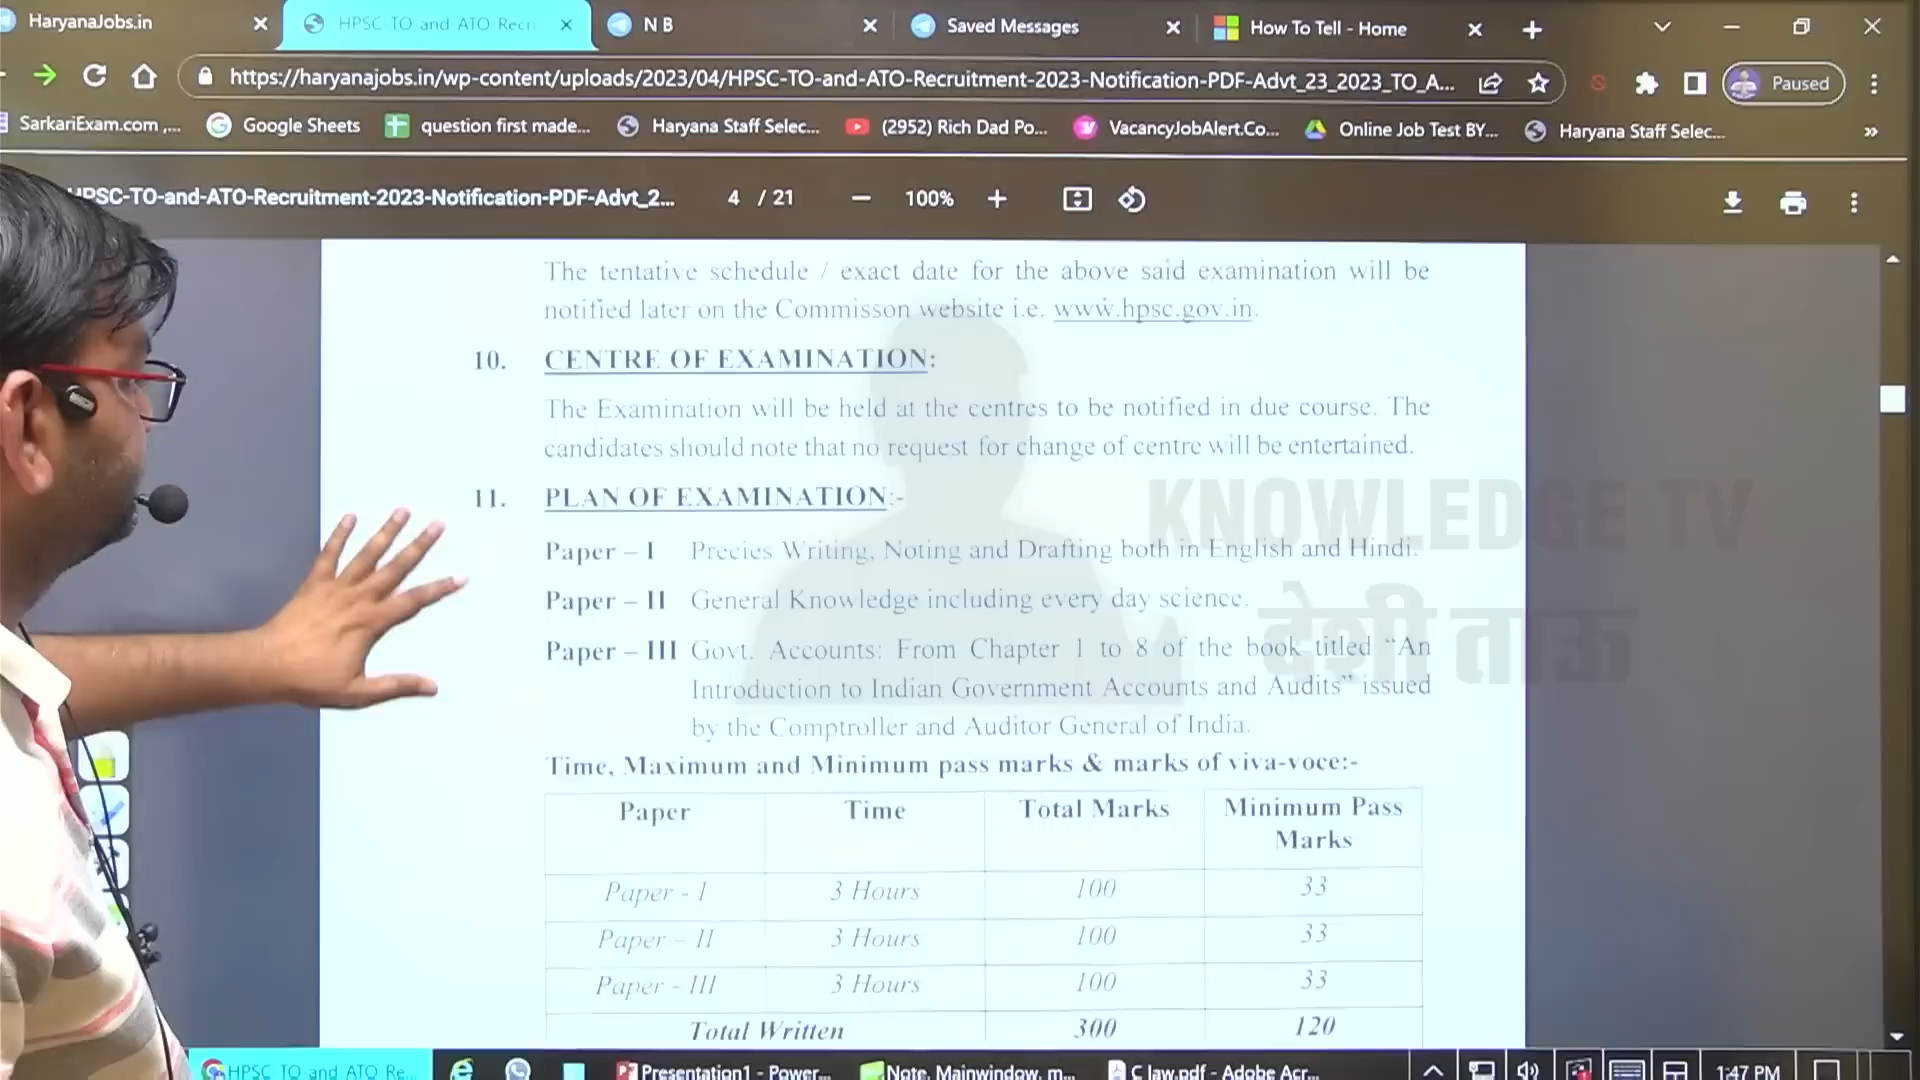 HaryanaJobs.in
HPSC TO and ATO Recr
N B
Saved Messages
How To Tell - Home
https://haryanajobs.in/wp-content/uploads/2023/04/HPSC-TO-and-ATO-Recruitment-2023-Notification-PDF-Advt_23_2023_TO_A...
Paused
SarkariExam.com ,...
Google Sheets
question first made...
Haryana Staff Selec...
(2952) Rich Dad Po...
VacancyJobAlert.Co...
Online Job Test BY...
Haryana Staff Selec...
HPSC-TO-and-ATO-Recruitment-2023-Notification-PDF-Advt_2...
4 / 21
100%
The tentative schedule / exact date for the above said examination will be
notified later on the Commisson website i.e. www.hpsc.gov.in.
10. CENTRE OF EXAMINATION:
The Examination will be held at the centres to be notified in due course. The
candidates should note that no request for change of centre will be entertained.
11. PLAN OF EXAMINATION:-
Paper – I Precies Writing, Noting and Drafting both in English and Hindi.
Paper – II General Knowledge including every day science.
Paper – III Govt. Accounts: From Chapter 1 to 8 of the book titled “An
Introduction to Indian Government Accounts and Audits” issued
by the Comptroller and Auditor General of India.
KNOWLEDGE TV
देशी ताऊ
Time, Maximum and Minimum pass marks & marks of viva-voce:-
Paper Time Total Marks Minimum Pass
Marks
Paper - I 3 Hours 100 33
Paper – II 3 Hours 100 33
Paper - III 3 Hours 100 33
Total Written 300 120
HPSC TO and ATO Re...
Presentation1 - Power...
Note, Mainwindow, m...
C law.pdf - Adobe Acr...
1:47 PM